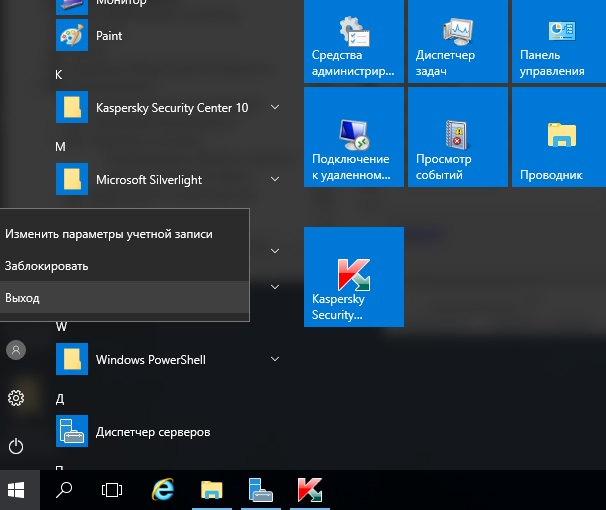 Монитор
Paint
K
Kaspersky Security Center 10
M
Microsoft Silverlight
Изменить параметры учетной записи
Заблокировать
Выход
W
Windows PowerShell
Д
Диспетчер серверов
Средства
администрир...
Диспетчер
задач
Панель
управления
Подключение
к удаленном...
Просмотр
событий
Проводник
Kaspersky
Security...